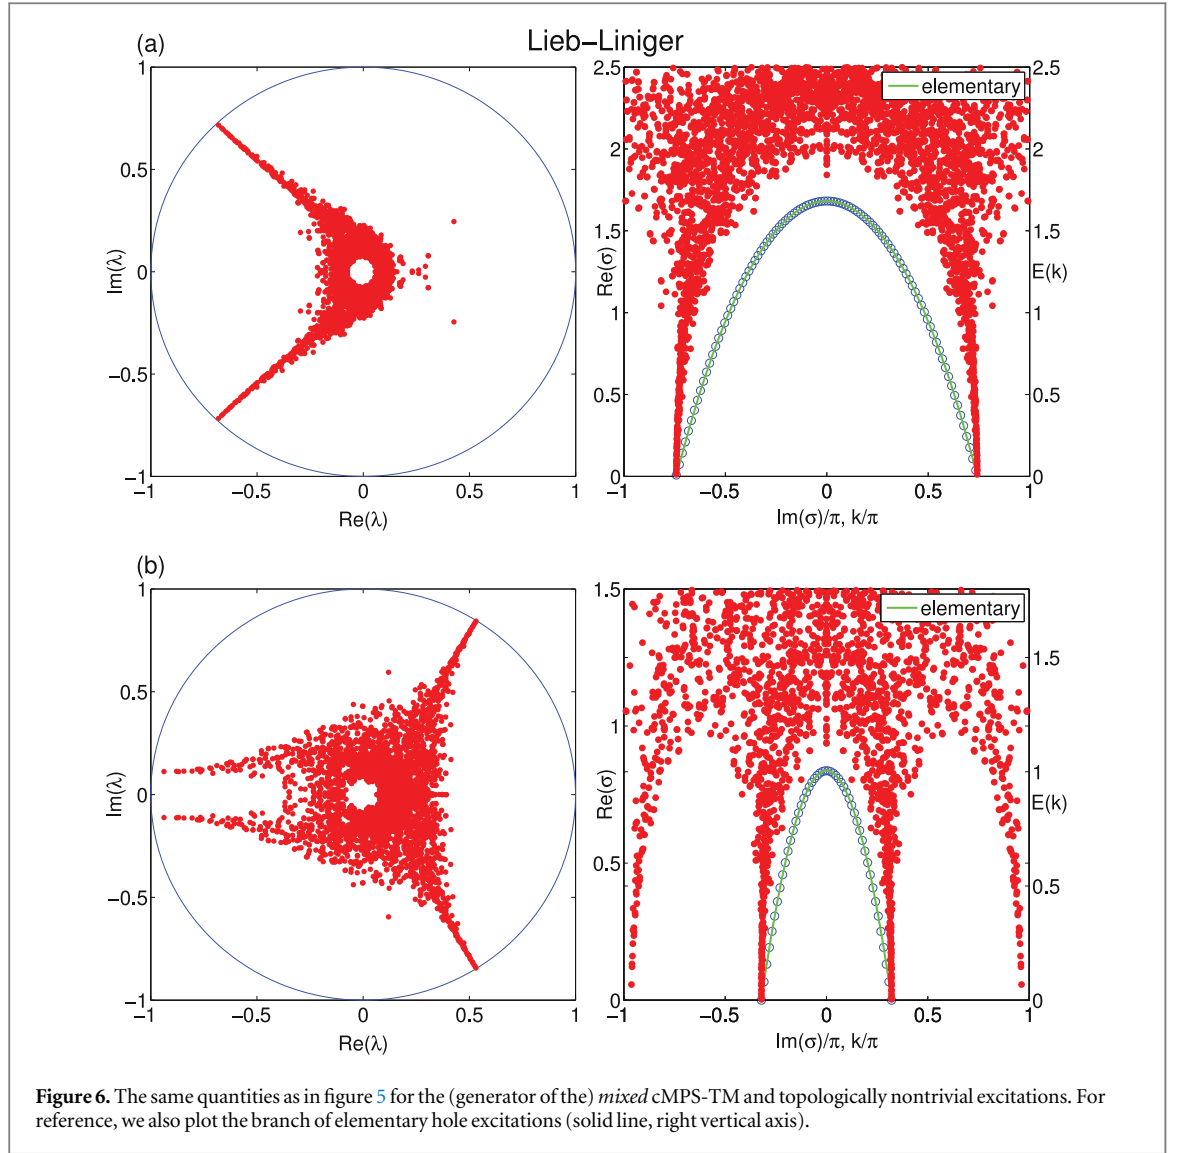 Lieb–Liniger
(a)
1
0.5
0
−0.5
−1
−1
−0.5
0
0.5
1
Im(λ)
Re(λ)
elementary
2.5
2
1.5
1
0.5
0
2.5
2
1.5
1
0.5
0
−1
−0.5
0
0.5
1
Re(σ)
E(k)
Im(σ)/π, k/π
(b)
1
0.5
0
−0.5
−1
−1
−0.5
0
0.5
1
Im(λ)
Re(λ)
elementary
1.5
1
0.5
0
1.5
1
0.5
0
−1
−0.5
0
0.5
1
Re(σ)
E(k)
Im(σ)/π, k/π
Figure 6. The same quantities as in figure 5 for the (generator of the) mixed cMPS-TM and topologically nontrivial excitations. For
reference, we also plot the branch of elementary hole excitations (solid line, right vertical axis).